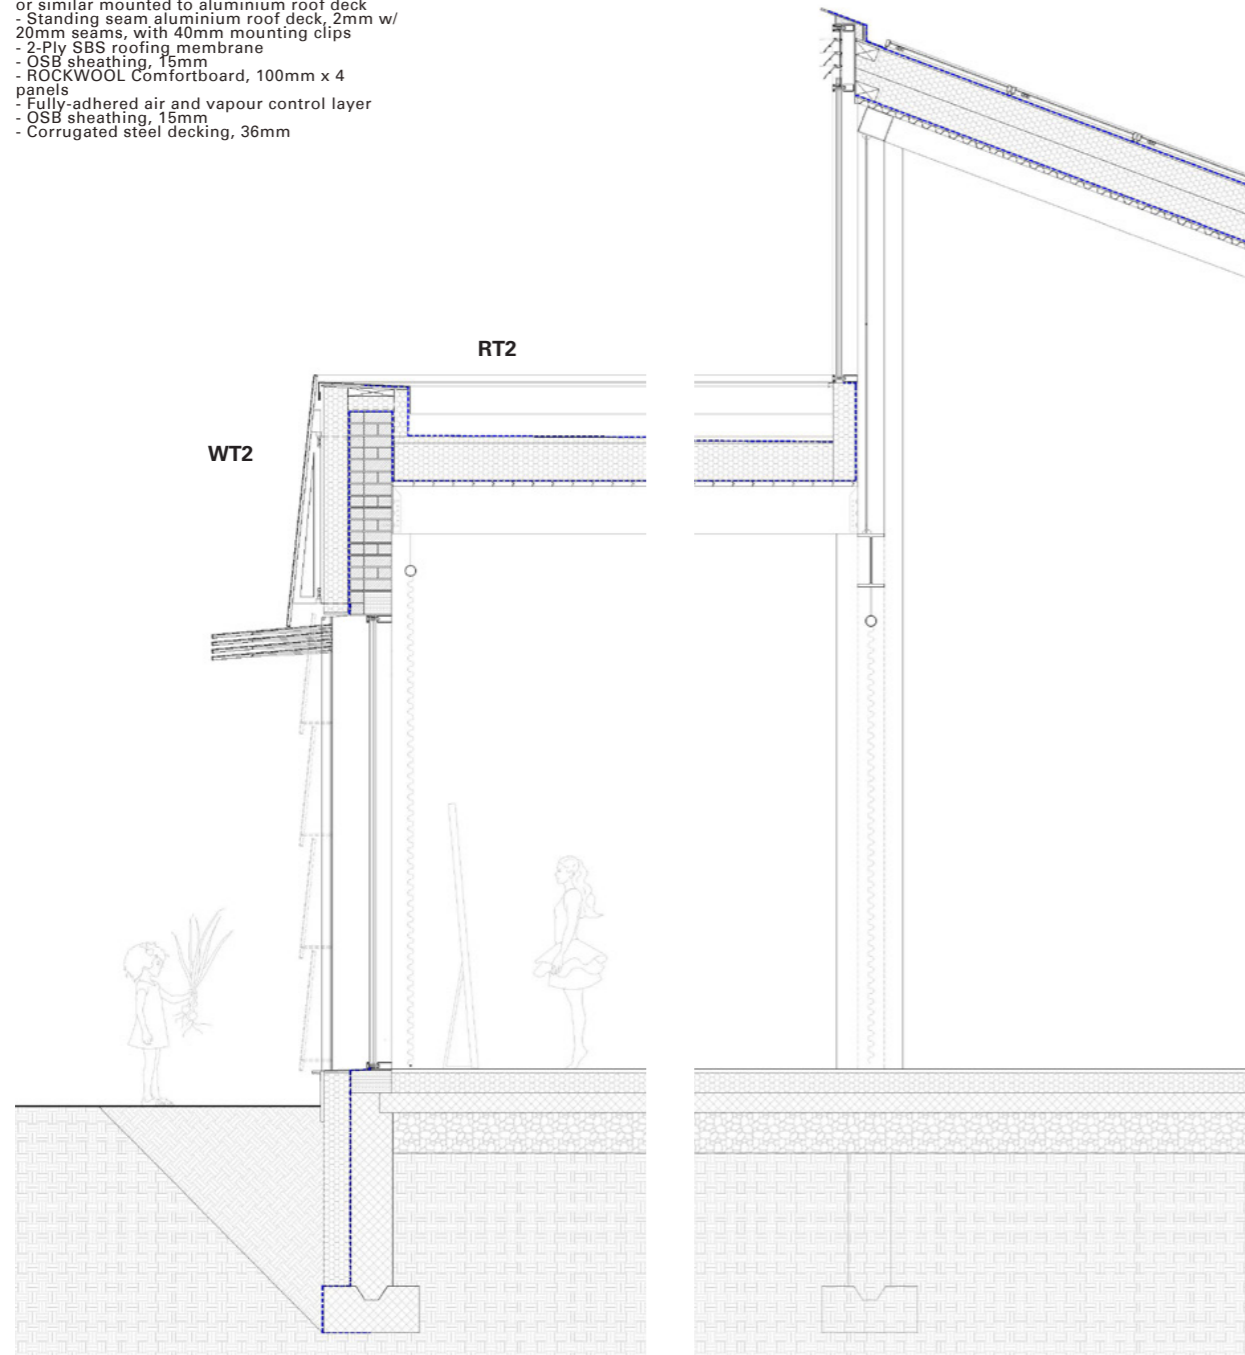 or similar mounted to aluminium roof deck
- Standing seam aluminium roof deck, 2mm w/
20mm seams, with 40mm mounting clips
- 2-Ply SBS roofing membrane
- OSB sheathing, 15mm
- ROCKWOOL Comfortboard, 100mm x 4
panels
- Fully-adhered air and vapour control layer
- OSB sheathing, 15mm
- Corrugated steel decking, 36mm
RT2
WT2